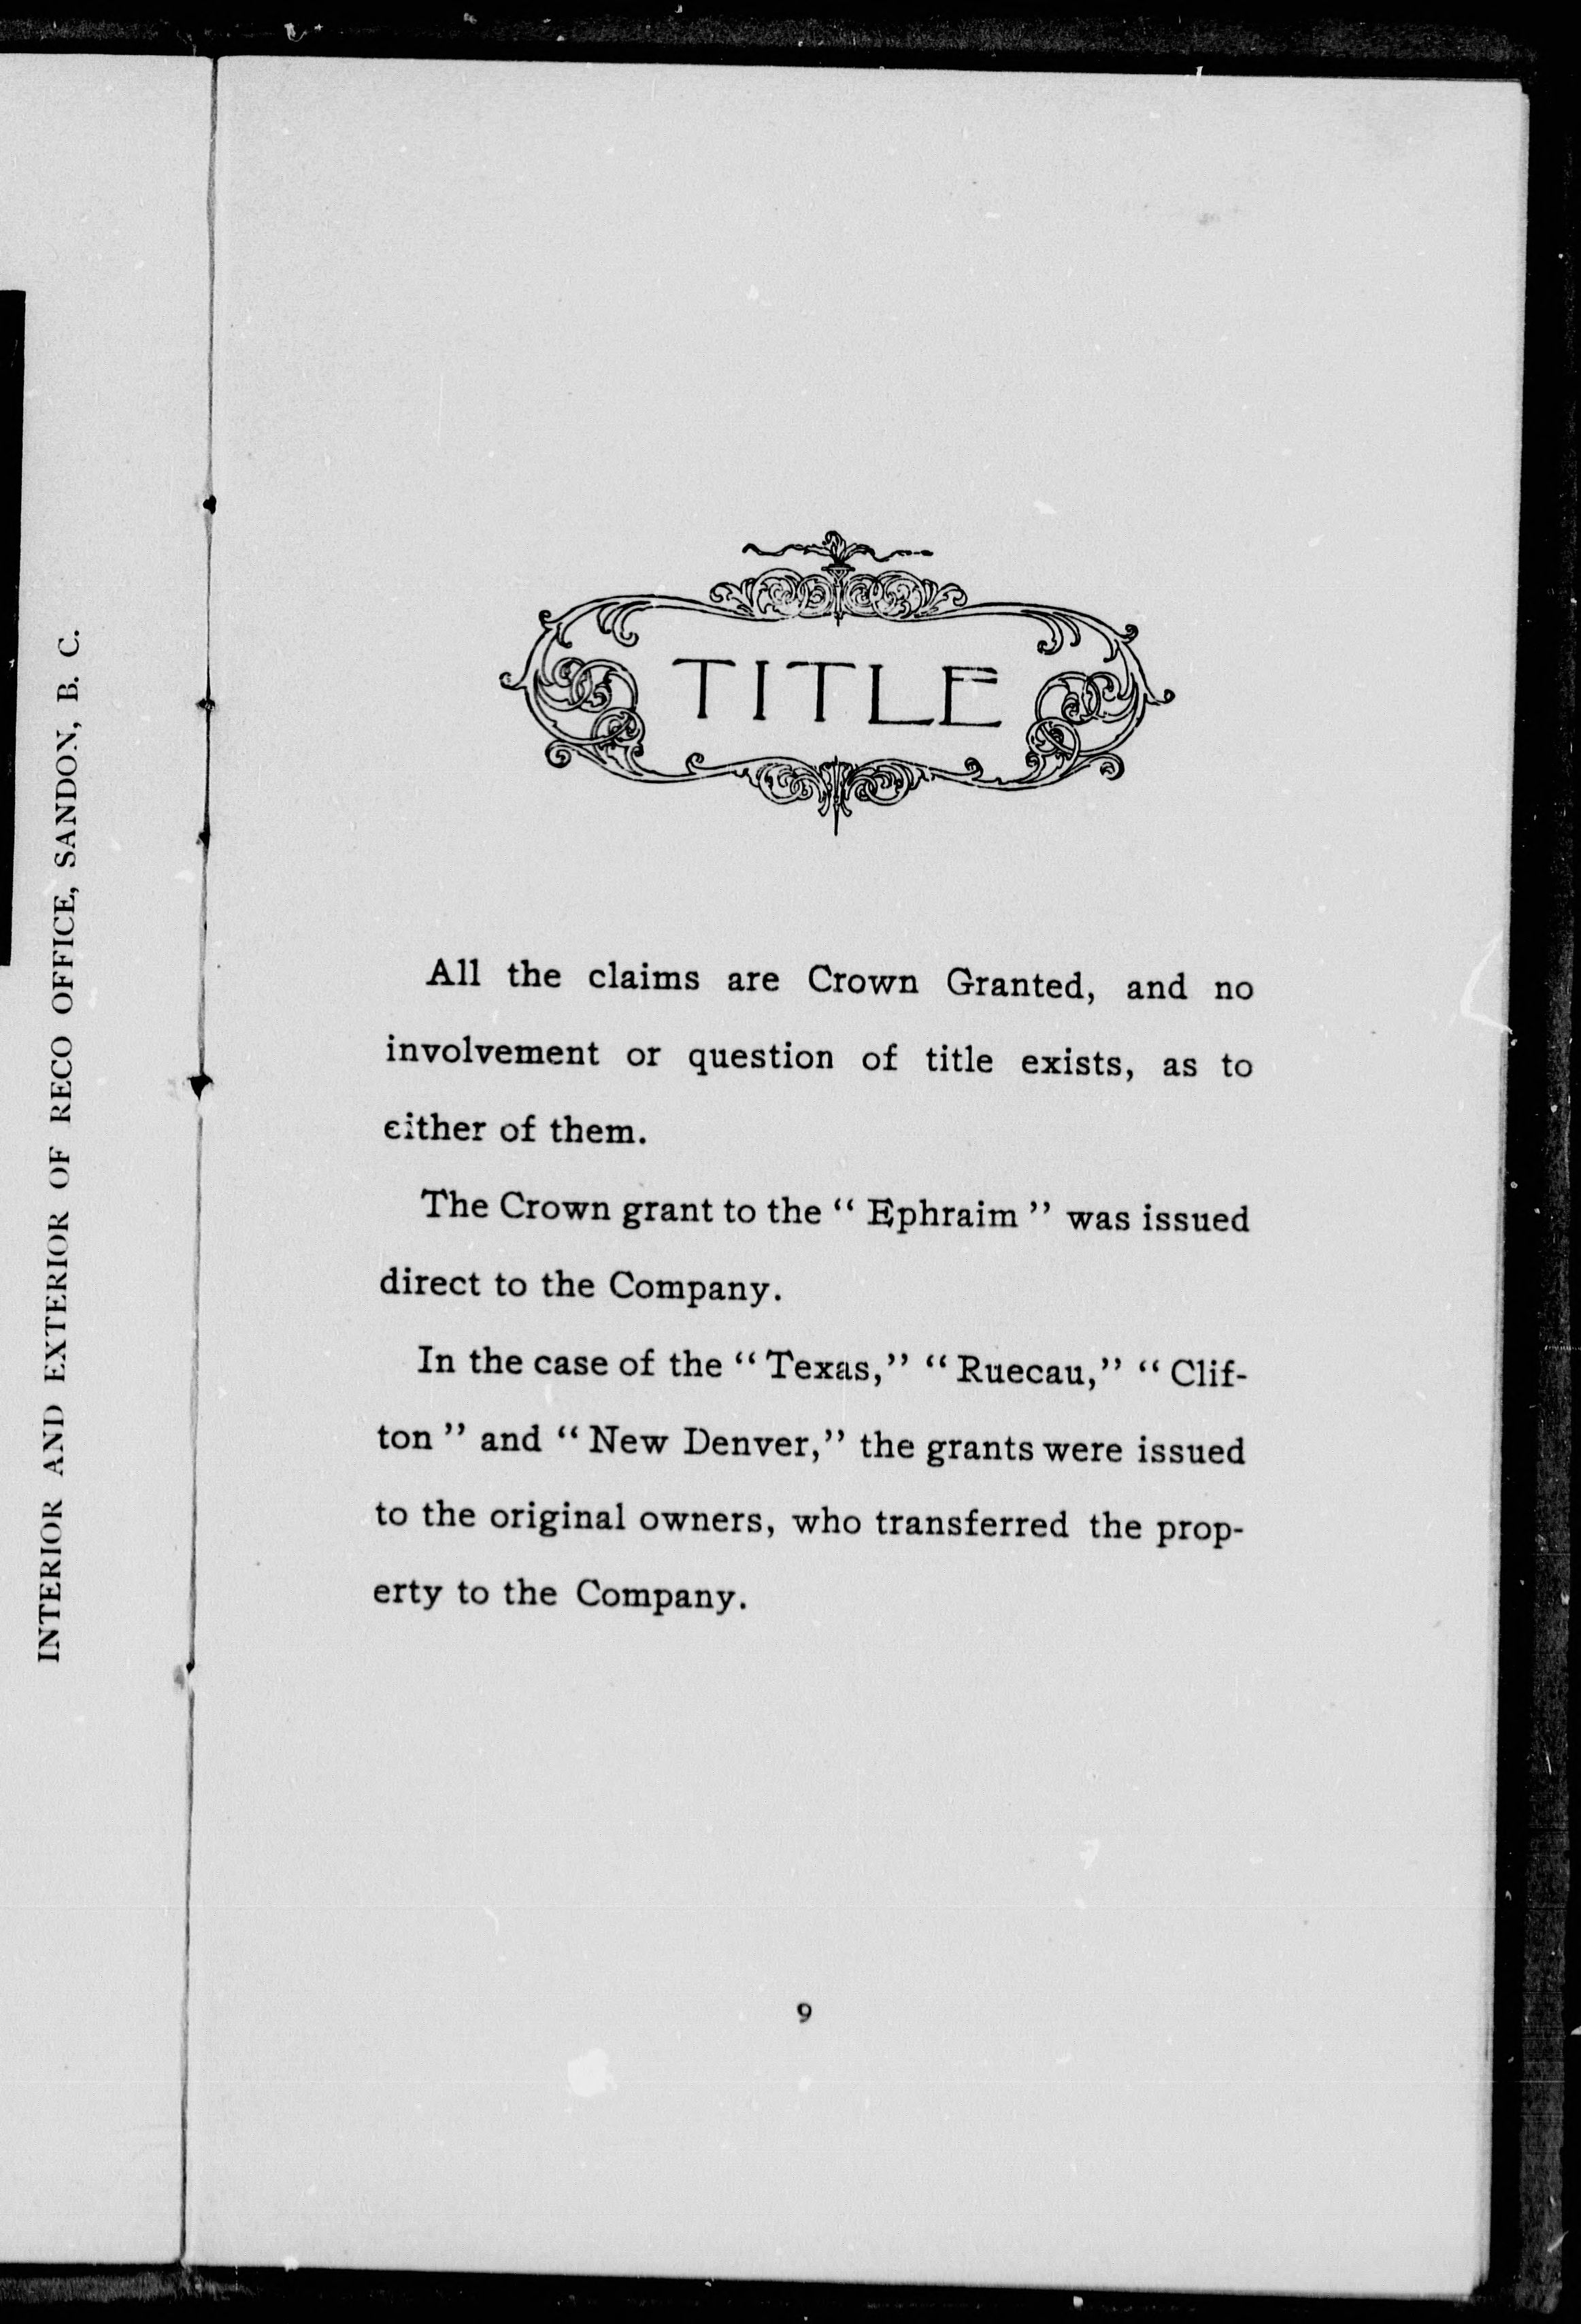 INTERIOR AND EXTERIOR OF RECO OFFICE, SANDON, B. C.
TITLE
All the claims are Crown Granted, and no
involvement or question of title exists, as to
either of them.
The Crown grant to the “ Ephraim ” was issued
direct to the Company.
In the case of the “Texas,” “Ruecau,” “Clif-
ton ” and “New Denver,” the grants were issued
to the original owners, who transferred the prop-
erty to the Company.
9